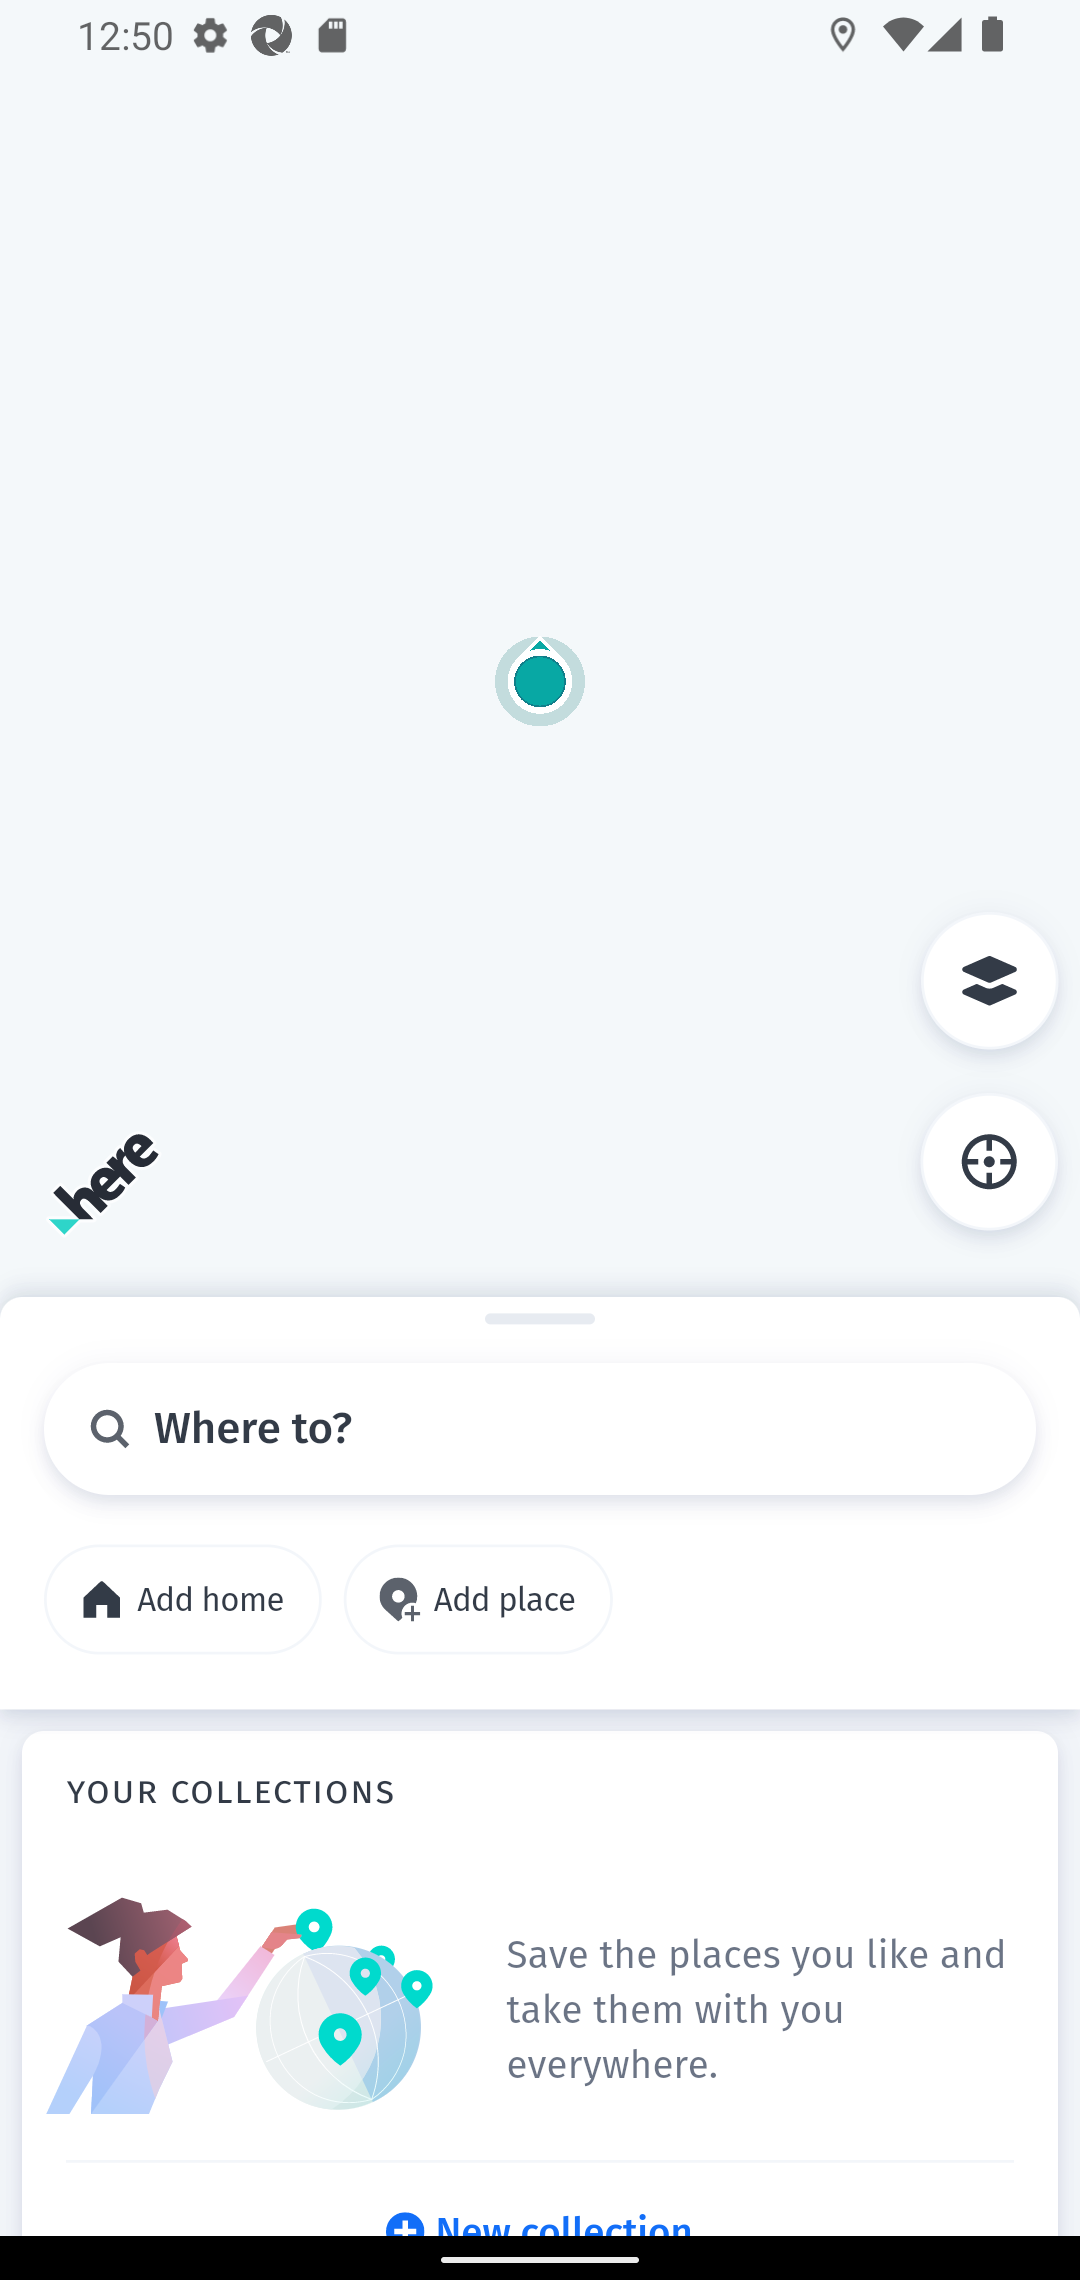 12:50
here
Where to?
Add home
Add place
YOUR COLLECTIONS
Save the places you like and
take them with you
everywhere.
New collection